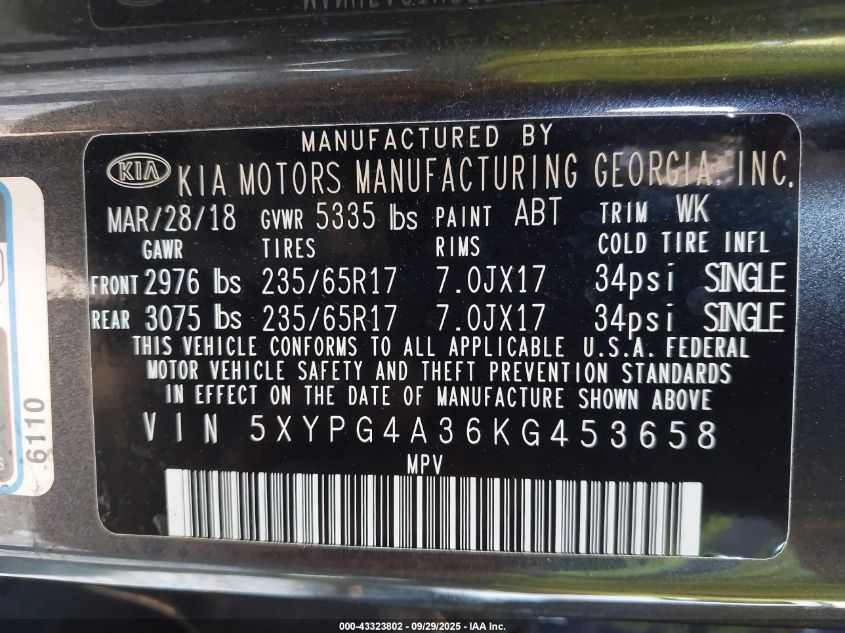 MANUFACTURED BY
KIA KIA MOTORS MANUFACTURING GEORGIA, INC.
MAR/28/18 GVWR 5335 lbs PAINT ABT TRIM WK
GAWR TIRES RIMS COLD TIRE INFL
FRONT 2976 lbs 235/65R17 7.0JX17 34psi SINGLE
REAR 3075 lbs 235/65R17 7.0JX17 34psi SINGLE
THIS VEHICLE CONFORMS TO ALL APPLICABLE U.S.A. FEDERAL
MOTOR VEHICLE SAFETY AND THEFT PREVENTION STANDARDS
IN EFFECT ON THE DATE OF MANUFACTURE SHOWN ABOVE
VIN 5XYPG4A36KG453658
MPV
6110
000-43323802 - 09/29/2025 - IAA Inc.